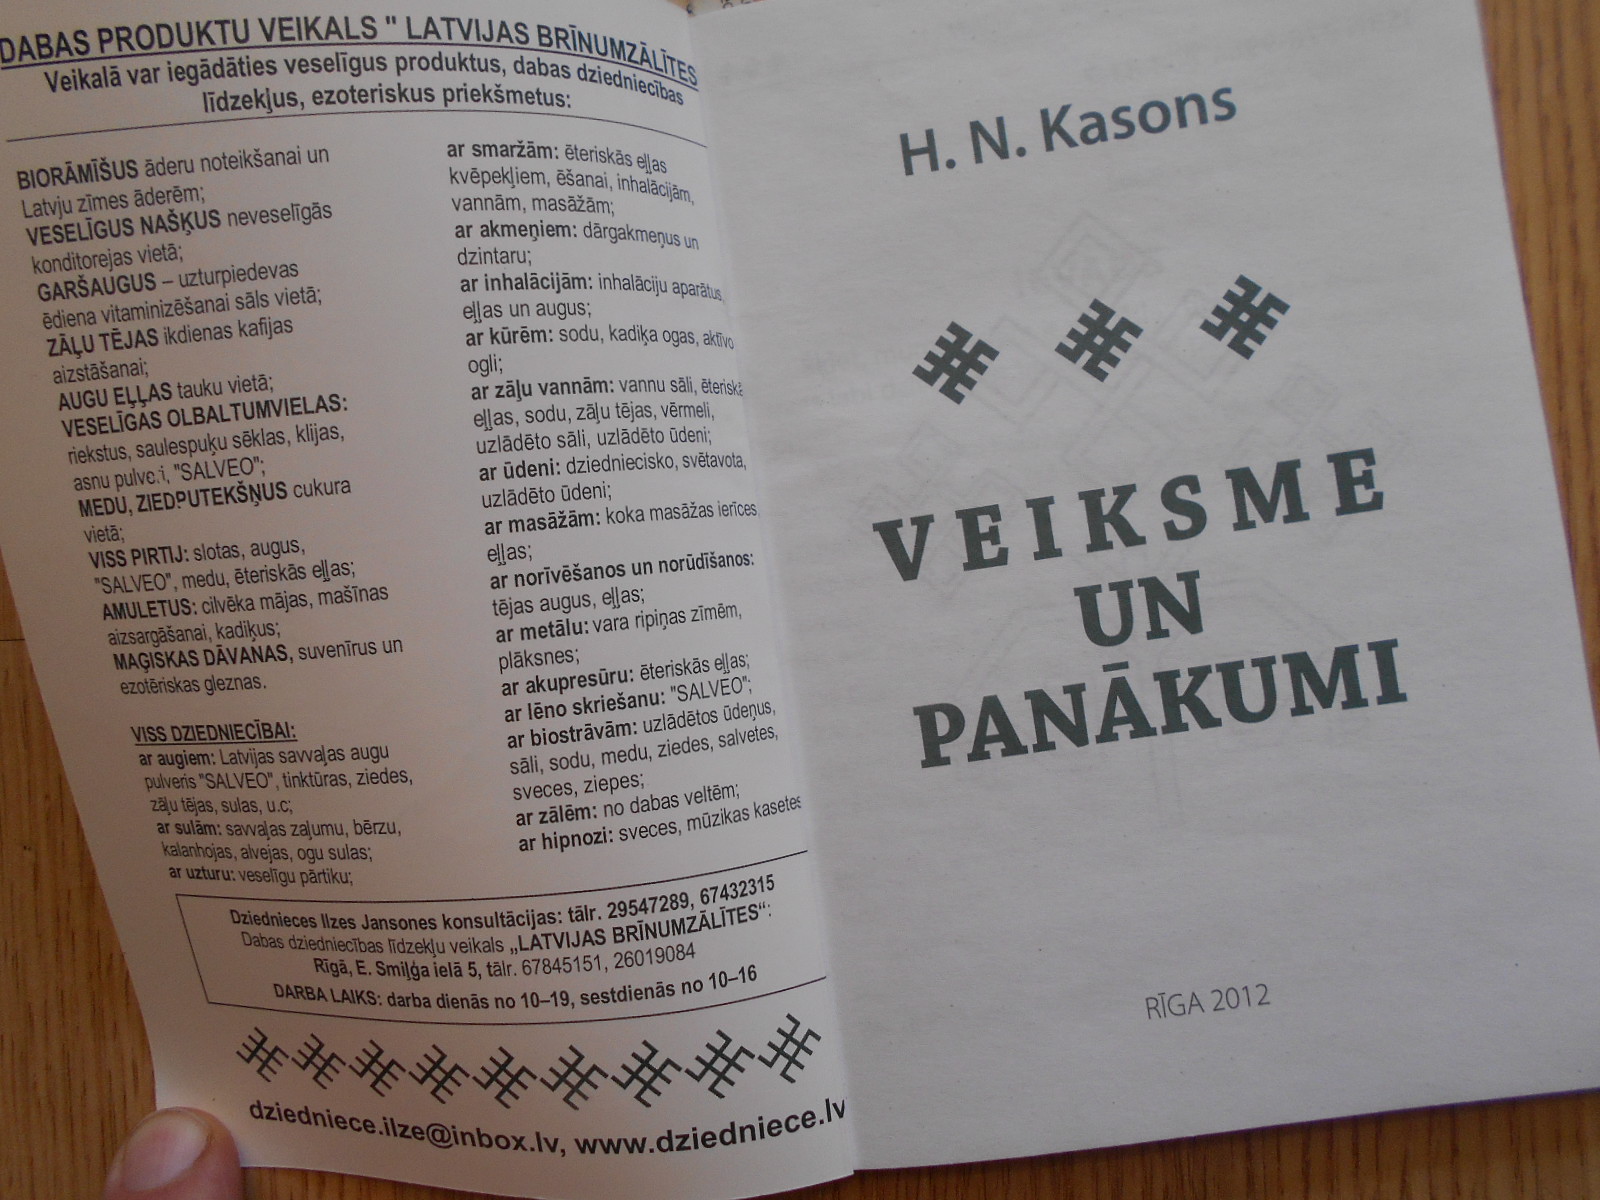 DABAS PRODUKTU VEIKALS " LATVIJAS BRĪNUMZĀLĪTES
Veikalā var iegādāties veselīgus produktus, dabas dziedniecības
līdzekļus, ezoteriskus priekšmetus:
BIORĀMĪŠUS āderu noteikšanai un
Latvju zīmes āderēm;
VESELĪGUS NAŠĶUS neveselīgās
konditorejas vietā;
GARŠAUGUS – uzturpiedevas
ēdiena vitaminizēšanai sāls vietā;
ZĀĻU TĒJAS ikdienas kafijas
aizstāšanai;
AUGU EĻĻAS tauku vietā;
VESELĪGAS OLBALTUMVIELAS:
riekstus, saulespuķu sēklas, klijas,
asnu pulveri, "SALVEO";
MEDU, ZIEDPUTEKŠŅUS cukura
vietā;
VISS PIRTIJ: slotas, augus,
"SALVEO", medu, ēteriskās eļļas;
AMULETUS: cilvēka mājas, mašīnas
aizsargāšanai, kadiķus;
MAĢISKAS DĀVANAS, suvenīrus un
ezotēriskas gleznas.
VISS DZIEDNIECĪBAI:
ar augiem: Latvijas savvaļas augu
pulveris "SALVEO", tinktūras, ziedes,
zāļu tējas, sulas, u.c;
ar sulām: savvaļas zaļumu, bērzu,
kalanhojas, alvejas, ogu sulas;
ar uzturu: veselīgu pārtiku;
ar smaržām: ēteriskās eļļas
kvēpekļiem, ēšanai, inhalācijām,
vannām, masāžām;
ar akmeņiem: dārgakmeņus un
dzintaru;
ar inhalācijām: inhalāciju aparātus,
eļļas un augus;
ar kūrēm: sodu, kadiķa ogas, aktīvo
ogli;
ar zāļu vannām: vannu sāli, ēteriskā
eļļas, sodu, zāļu tējas, vērmeli,
uzlādēto sāli, uzlādēto ūdeni;
ar ūdeni: dziedniecisko, svētavota,
uzlādēto ūdeni;
ar masāžām: koka masāžas ierīces,
eļļas;
ar norīvēšanos un norūdīšanos:
tējas augus, eļļas;
ar metālu: vara ripiņas zīmēm,
plāksnes;
ar akupresūru: ēteriskās eļļas;
ar lēno skriešanu: "SALVEO";
ar biostrāvām: uzlādētos ūdeņus,
sāli, sodu, medu, ziedes, salvetes,
sveces, ziepes;
ar zālēm: no dabas veltēm;
ar hipnozi: sveces, mūzikas kasetes
Dziednieces Ilzes Jansones konsultācijas: tālr. 29547289, 67432315
Dabas dziedniecības līdzekļu veikals „LATVIJAS BRĪNUMZĀLĪTES“:
Rīgā, E. Smiļģa ielā 5, tālr. 67845151, 26019084
DARBA LAIKS: darba dienās no 10–19, sestdienās no 10–16
dziedniece.ilze@inbox.lv, www.dziedniece.lv
H. N. Kasons
VEIKSME
UN
PANĀKUMI
RĪGA 2012